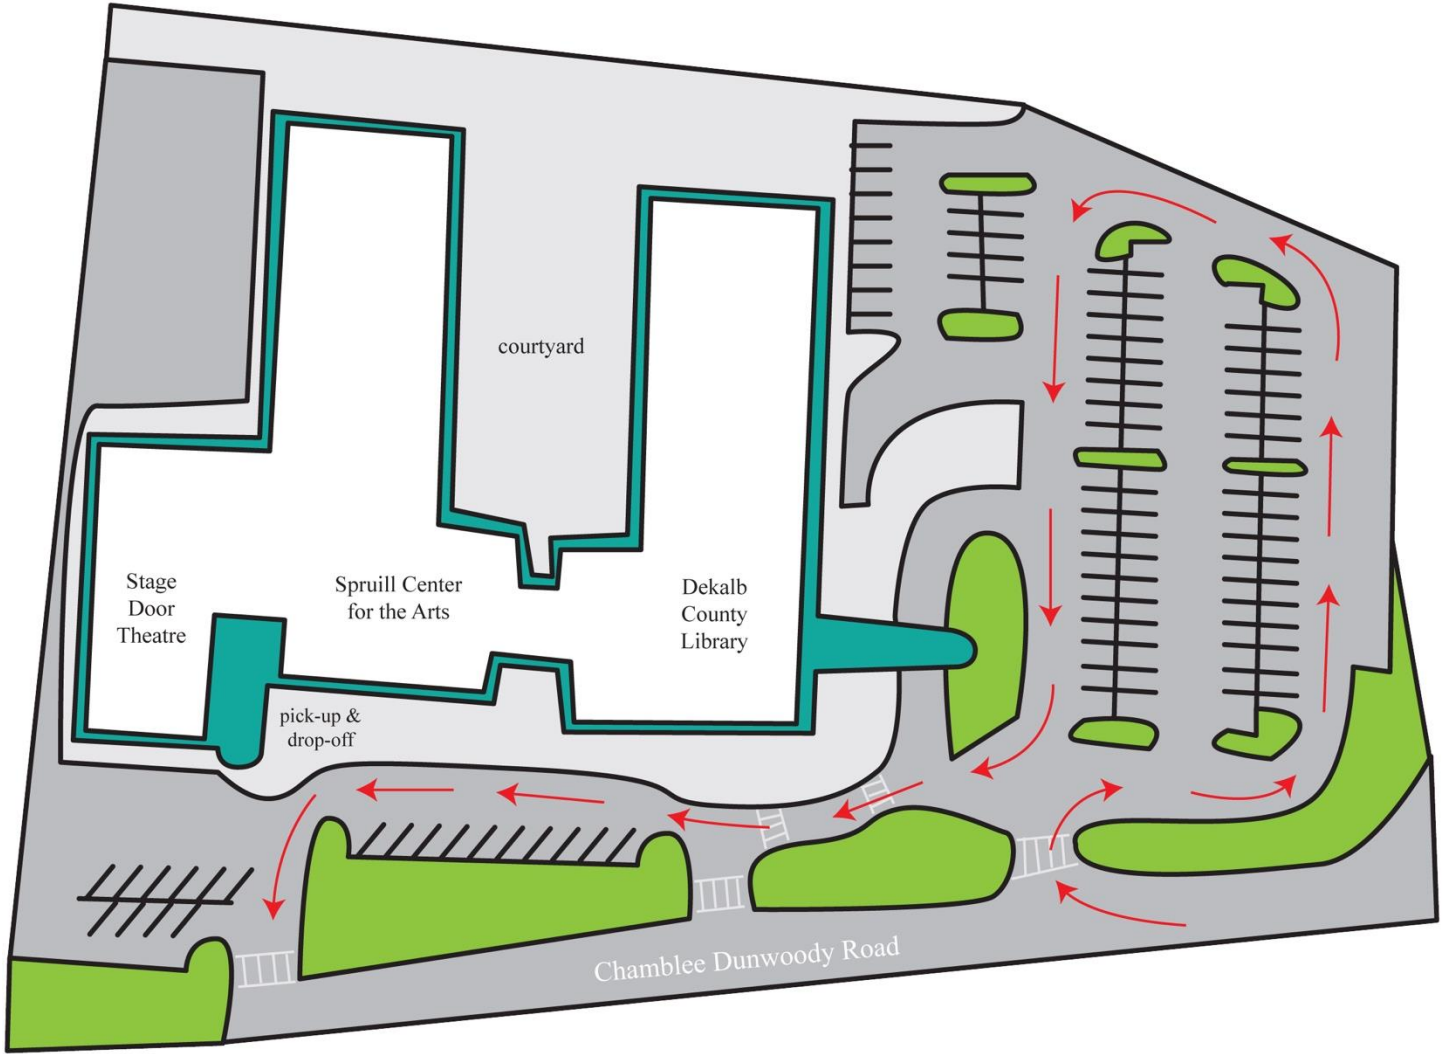 courtyard
Stage
Door
Theatre
Spruill Center
for the Arts
Dekalb
County
Library
pick-up &
drop-off
Chamblee Dunwoody Road